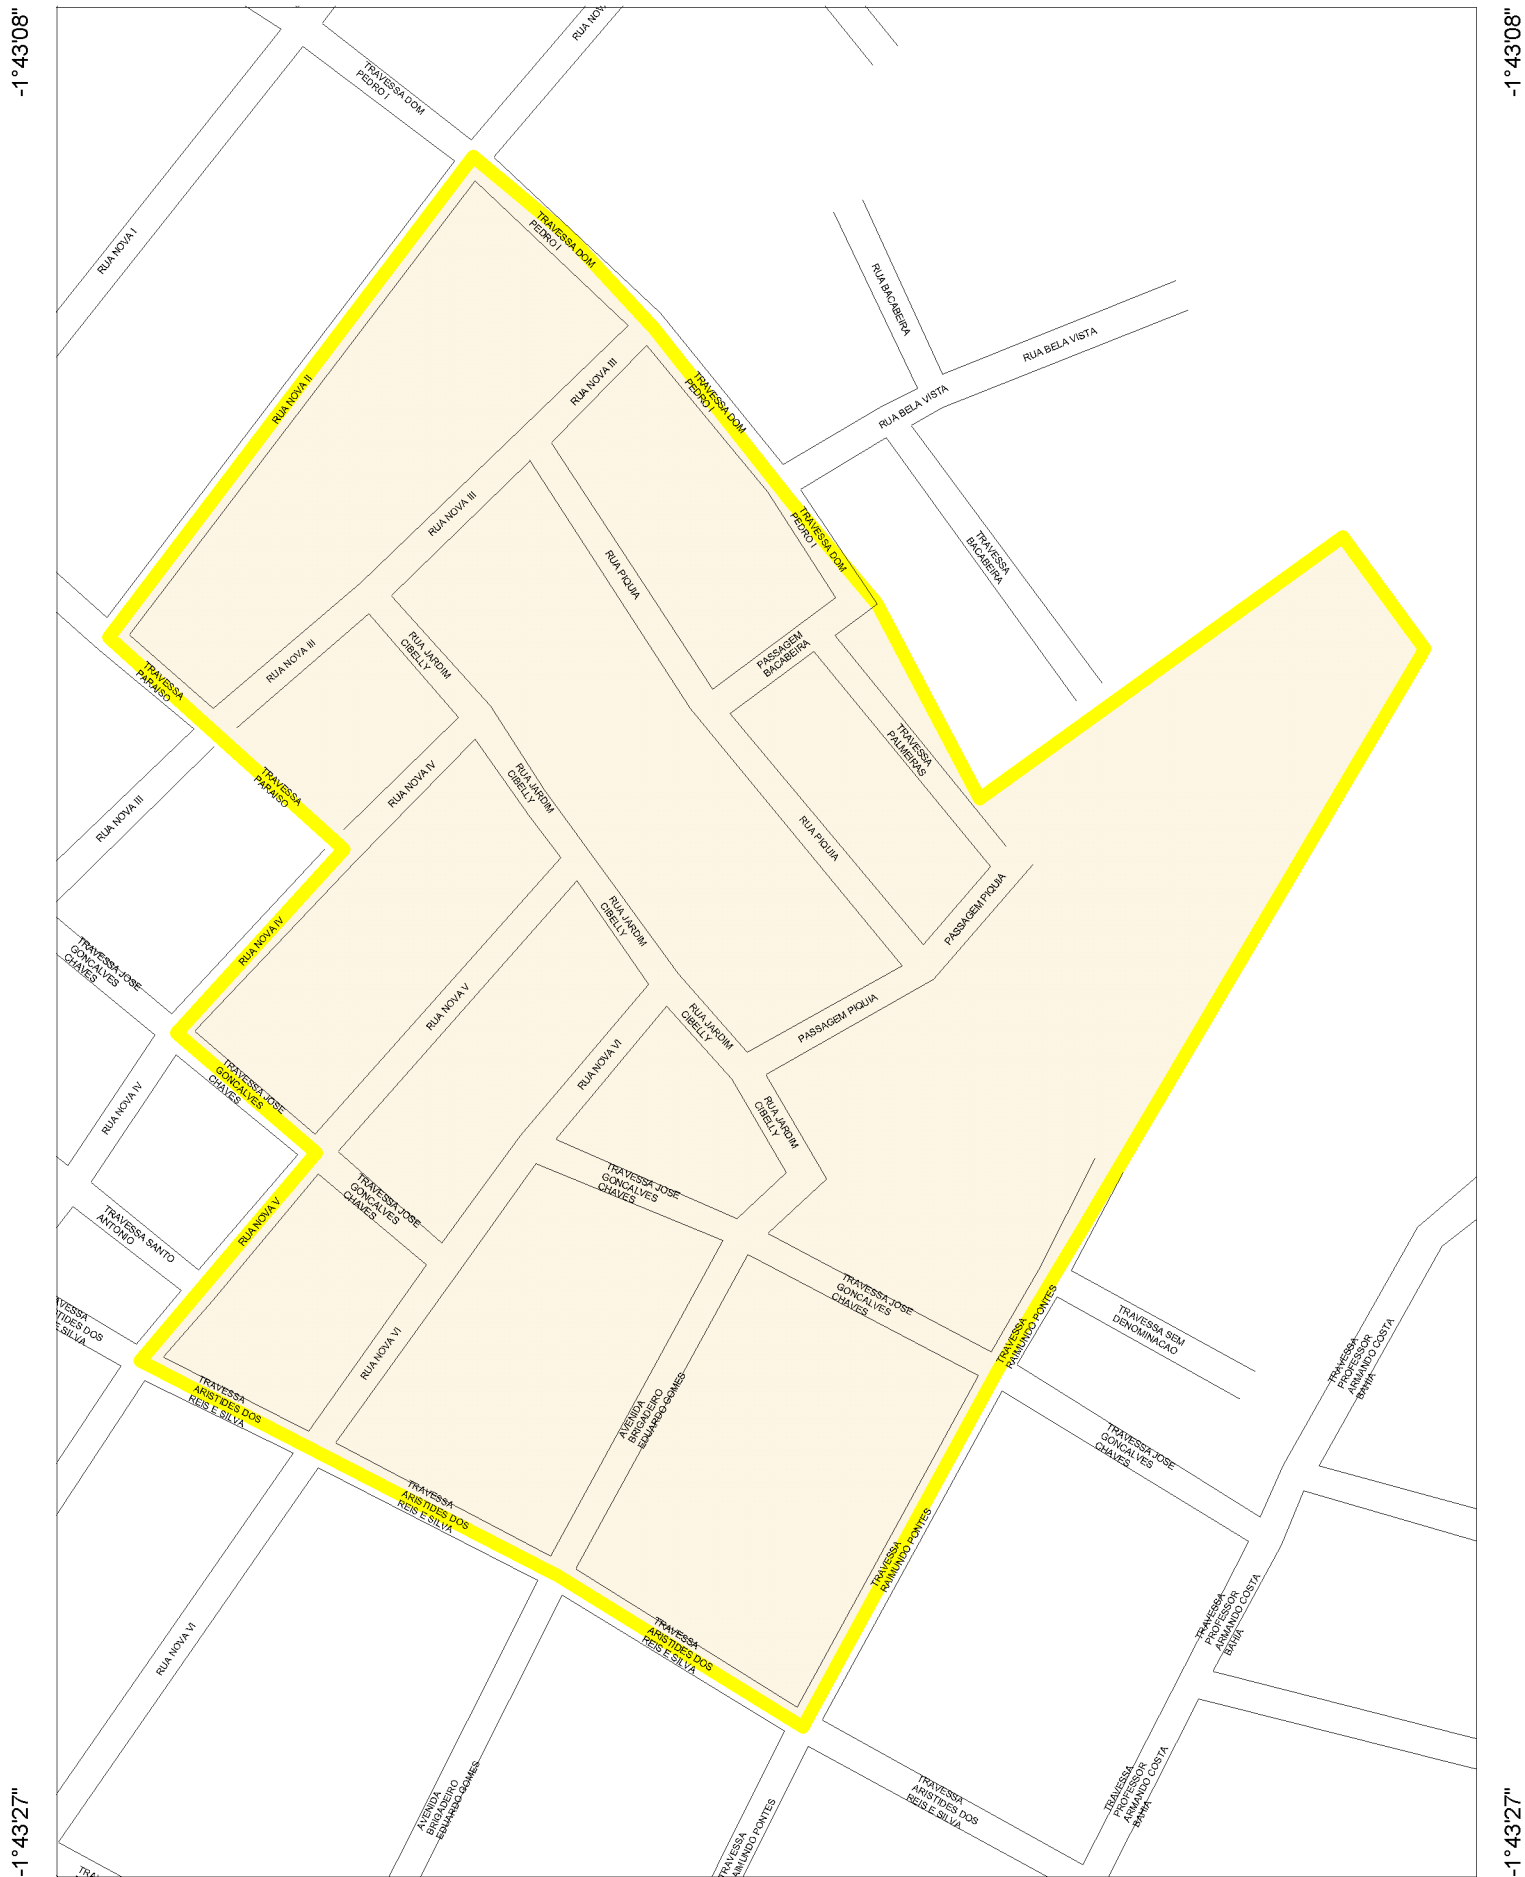 -1°43'08"
-1°43'08"
TRAVESSA DOM
PEDRO I
RUA NOVA I
TRAVESSA DOM
PEDRO I
RUA BACABEIRA
RUA BELA VISTA
RUA NOVA II
RUA NOVA III
TRAVESSA DOM
PEDRO I
RUA BELA VISTA
RUA NOVA III
TRAVESSA DOM
PEDRO I
TRAVESSA
BACABEIRA
RUA PIQUIA
RUA JARDIM
CIBELLY
PASSAGEM
BACABEIRA
RUA NOVA III
TRAVESSA
PARAISO
TRAVESSA
PALMEIRAS
TRAVESSA
PARAISO
RUA NOVA IV
RUA JARDIM
CIBELLY
RUA NOVA III
RUA PIQUIA
PASSAGEM PIQUIA
RUA JARDIM
CIBELLY
RUA NOVA IV
TRAVESSA JOSE
GONCALVES
CHAVES
RUA NOVA V
PASSAGEM PIQUIA
RUA JARDIM
CIBELLY
RUA NOVA VI
TRAVESSA JOSE
GONCALVES
CHAVES
RUA NOVA IV
RUA JARDIM
CIBELLY
TRAVESSA JOSE
GONCALVES
CHAVES
TRAVESSA JOSE
GONCALVES
CHAVES
RUA NOVA V
TRAVESSA SANTO
ANTONIO
TRAVESSA JOSE
GONCALVES
CHAVES
TRAVESSA
RAIMUNDO PONTES
TRAVESSA SEM
DENOMINACAO
TRAVESSA
PROFESSOR
ARMANDO COSTA
BAHIA
RUA NOVA VI
TRAVESSA
ARISTIDES DOS
REIS E SILVA
AVENIDA
BRIGADEIRO
EDUARDO GOMES
TRAVESSA JOSE
GONCALVES
CHAVES
TRAVESSA
ARISTIDES DOS
REIS E SILVA
TRAVESSA
RAIMUNDO PONTES
TRAVESSA
PROFESSOR
ARMANDO COSTA
BAHIA
RUA NOVA VI
TRAVESSA
ARISTIDES DOS
REIS E SILVA
AVENIDA
BRIGADEIRO
EDUARDO GOMES
TRAVESSA
TRAVESSA
ARISTIDES DOS
REIS E SILVA
TRAVESSA
PROFESSOR
ARMANDO COSTA
BAHIA
-1°43'27"
-1°43'27"